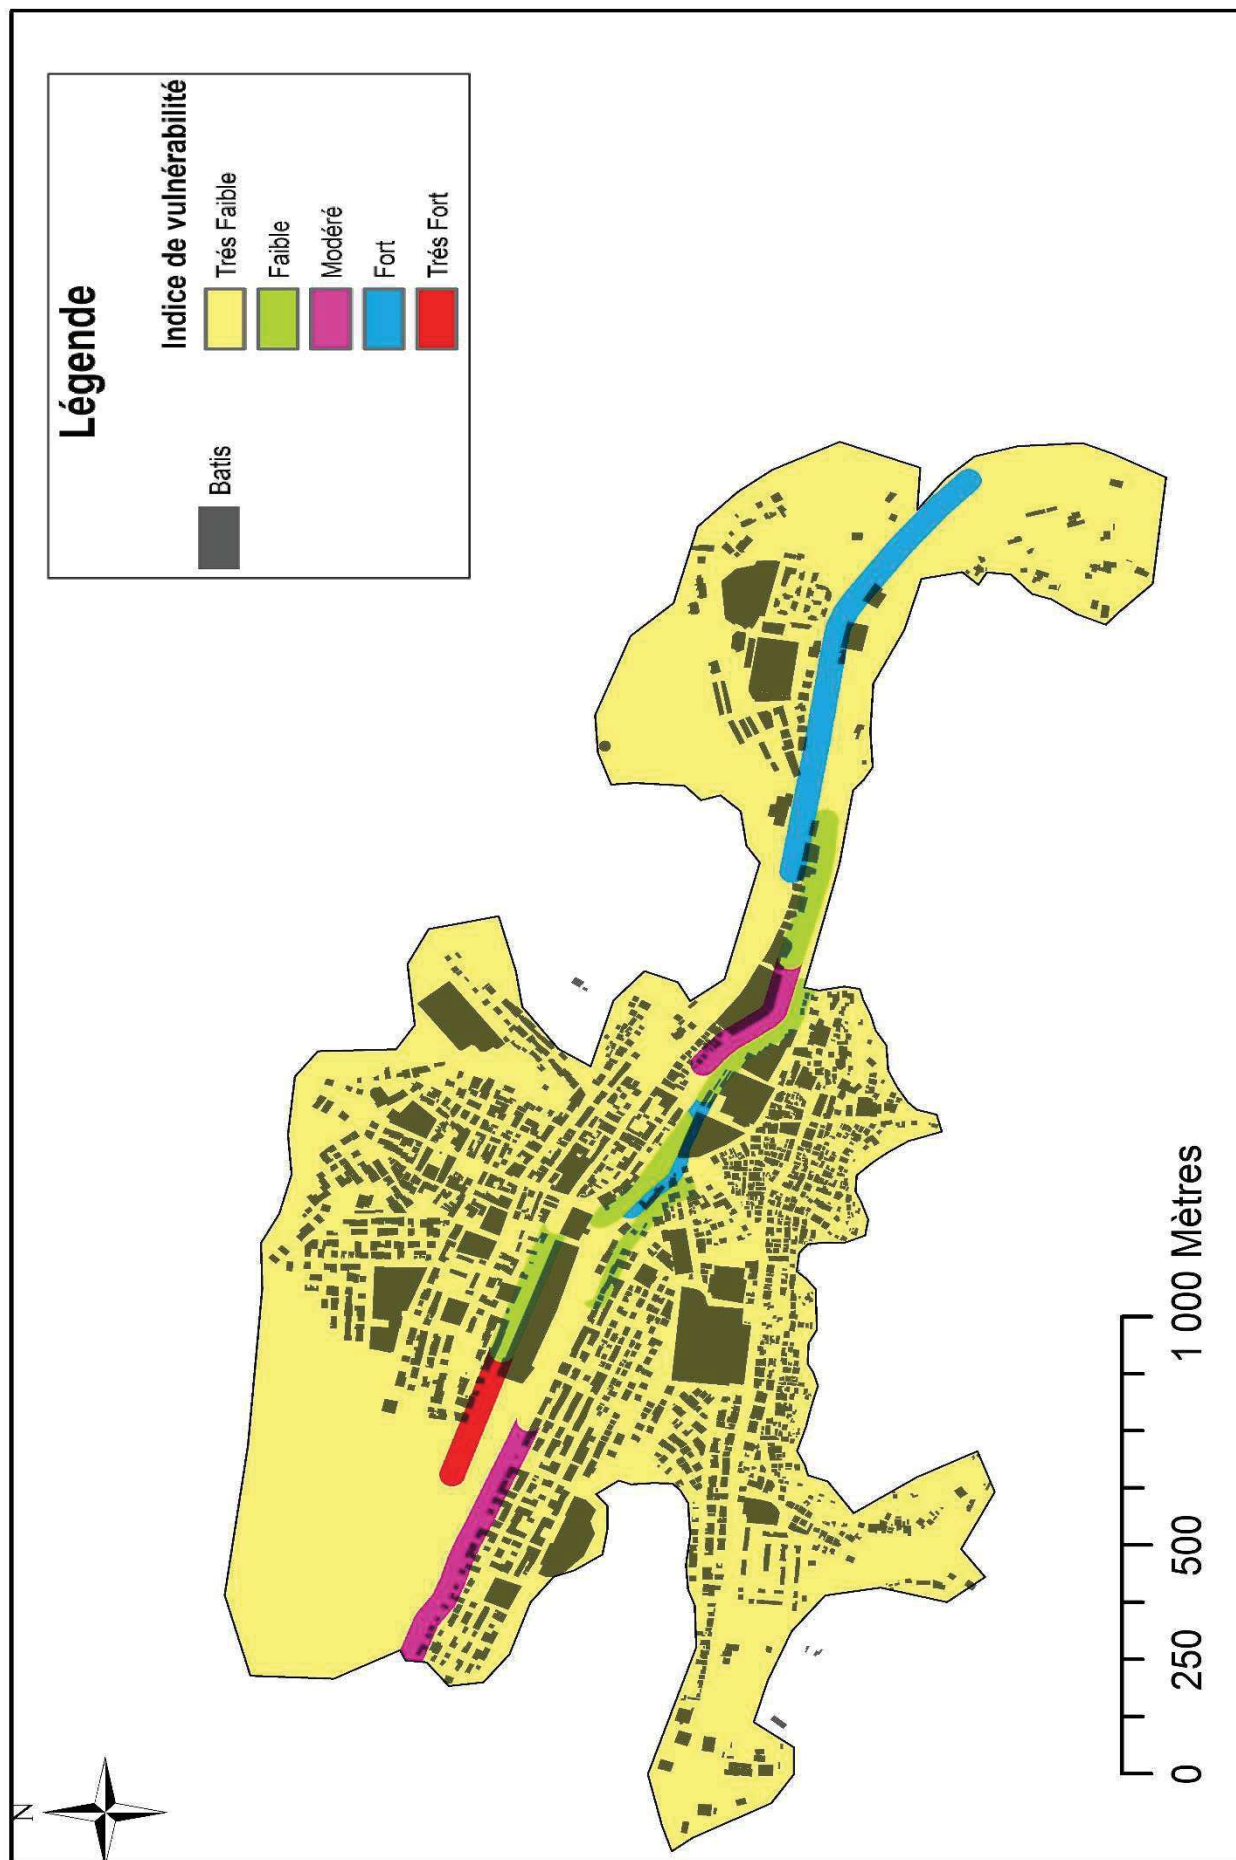 N
Légende
Batis
Indice de vulnérabilité
Trés Faible
Faible
Modéré
Fort
Trés Fort
0 250 500 1 000 Mètres